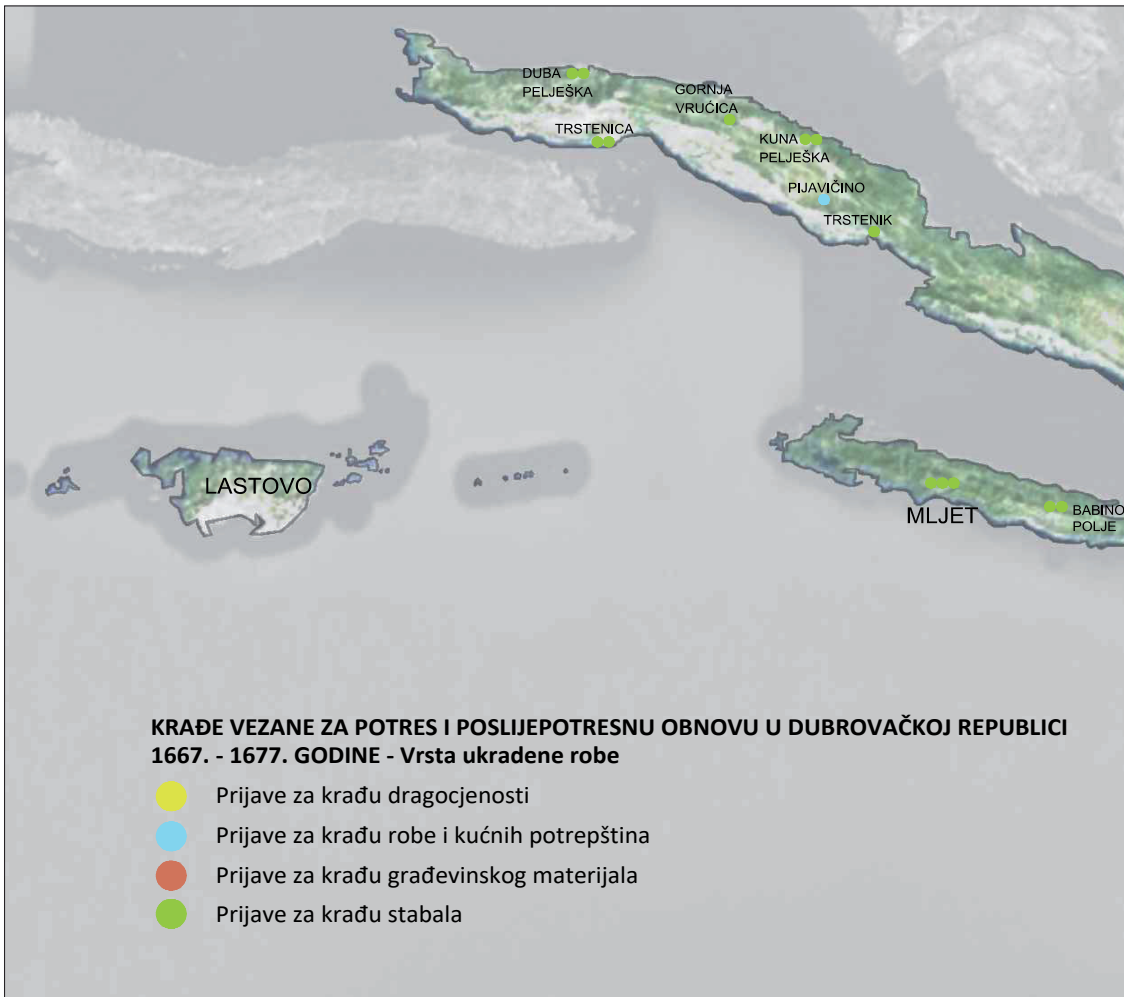 DUBA
PELJEŠKA
GORNJA
VRUĆICA
TRSTENICA
KUNA
PELJEŠKA
PIJAVIČINO
TRSTENIK
LASTOVO
MLJET
BABINO
POLJE
KRAĐE VEZANE ZA POTRES I POSLIJEPOTRESNU OBNOVU U DUBROVAČKOJ REPUBLICI
1667. - 1677. GODINE - Vrsta ukradene robe
Prijave za krađu dragocjenosti
Prijave za krađu robe i kućnih potrepština
Prijave za krađu građevinskog materijala
Prijave za krađu stabala